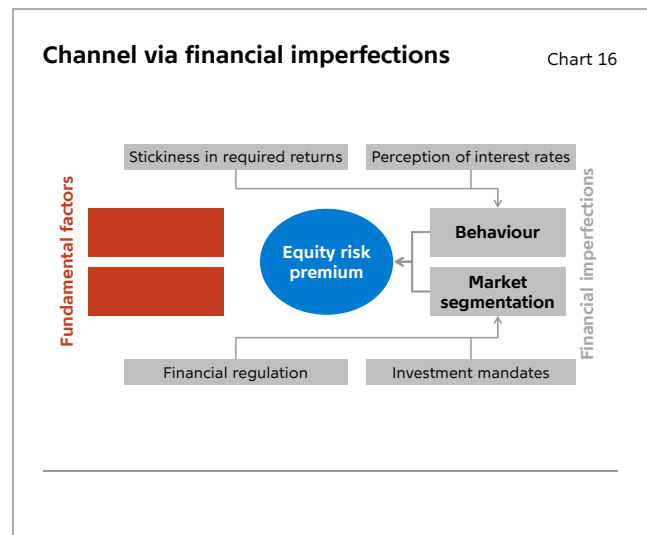 Channel via financial imperfections
Chart 16
Stickiness in required returns
Perception of interest rates
Fundamental factors
Equity risk
premium
Behaviour
Market
segmentation
Financial imperfections
Financial regulation
Investment mandates